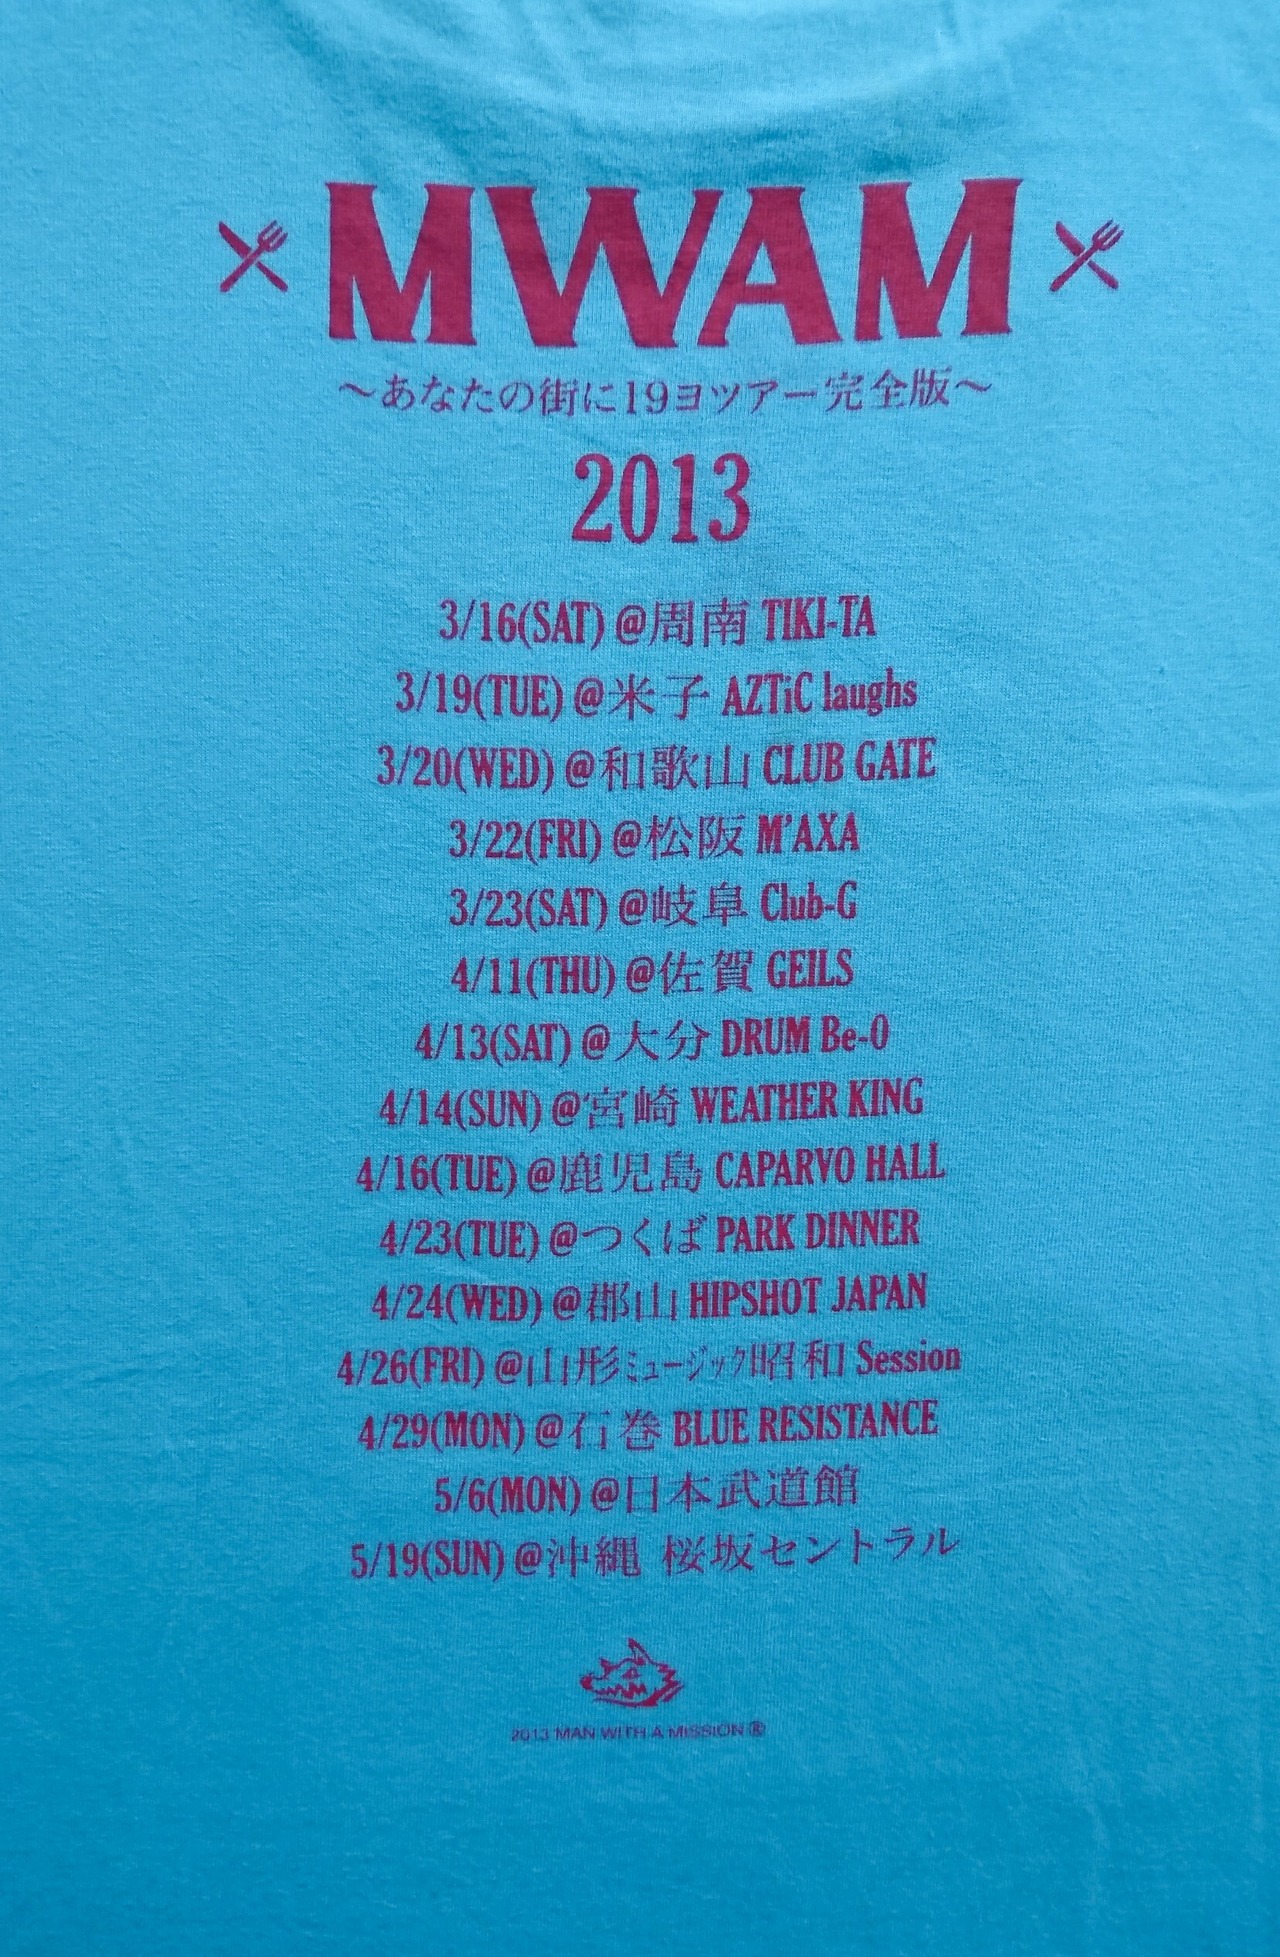 MWAM
～あなたの街に19ヨツアー完全版～
2013
3/16(SAT) @周南 TIKI-TA
3/19(TUE) @米子 AZTiC laughs
3/20(WED) @和歌山 CLUB GATE
3/22(FRI) @松阪 M'AXA
3/23(SAT) @岐阜 Club-G
4/11(THU) @佐賀 GEILS
4/13(SAT) @大分 DRUM Be-0
4/14(SUN) @宮崎 WEATHER KING
4/16(TUE) @鹿児島 CAPARVO HALL
4/23(TUE) @つくば PARK DINNER
4/24(WED) @郡山 HIPSHOT JAPAN
4/26(FRI) @山形ミュージック昭和 Session
4/29(MON) @石巻 BLUE RESISTANCE
5/6(MON) @日本武道館
5/19(SUN) @沖縄 桜坂セントラル
2013 MAN WITH A MISSION ®